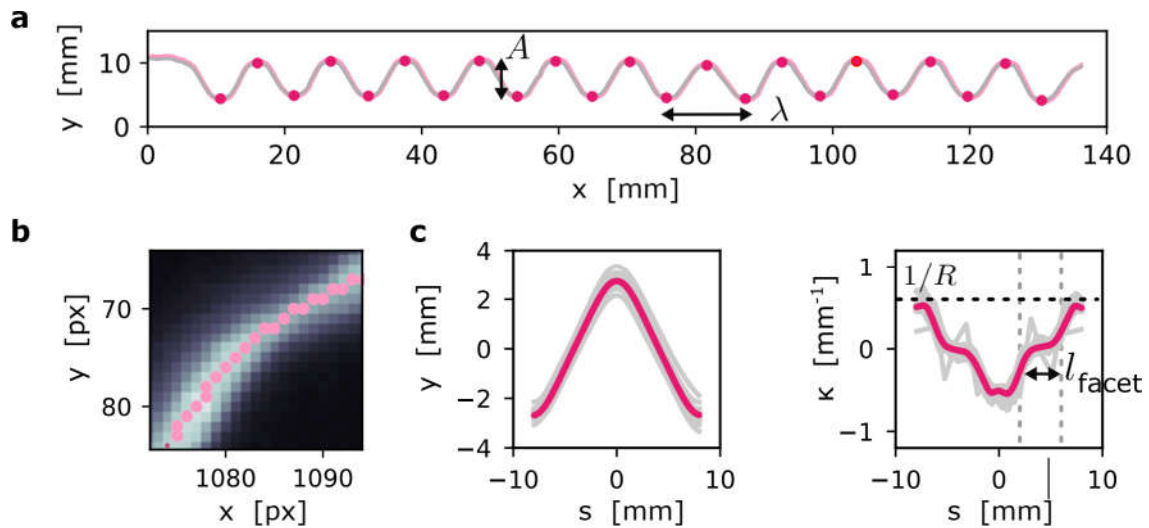 a
y [mm]
10
0
A
λ
0 20 40 60 80 100 120 140
x [mm]
b
y [px]
70
80
1080 1090
x [px]
c
y [mm]
4
2
0
−2
−4
−10 0 10
s [mm]
κ [mm⁻¹]
1
0
−1
1/R
l facet
−10 0 10
s [mm]